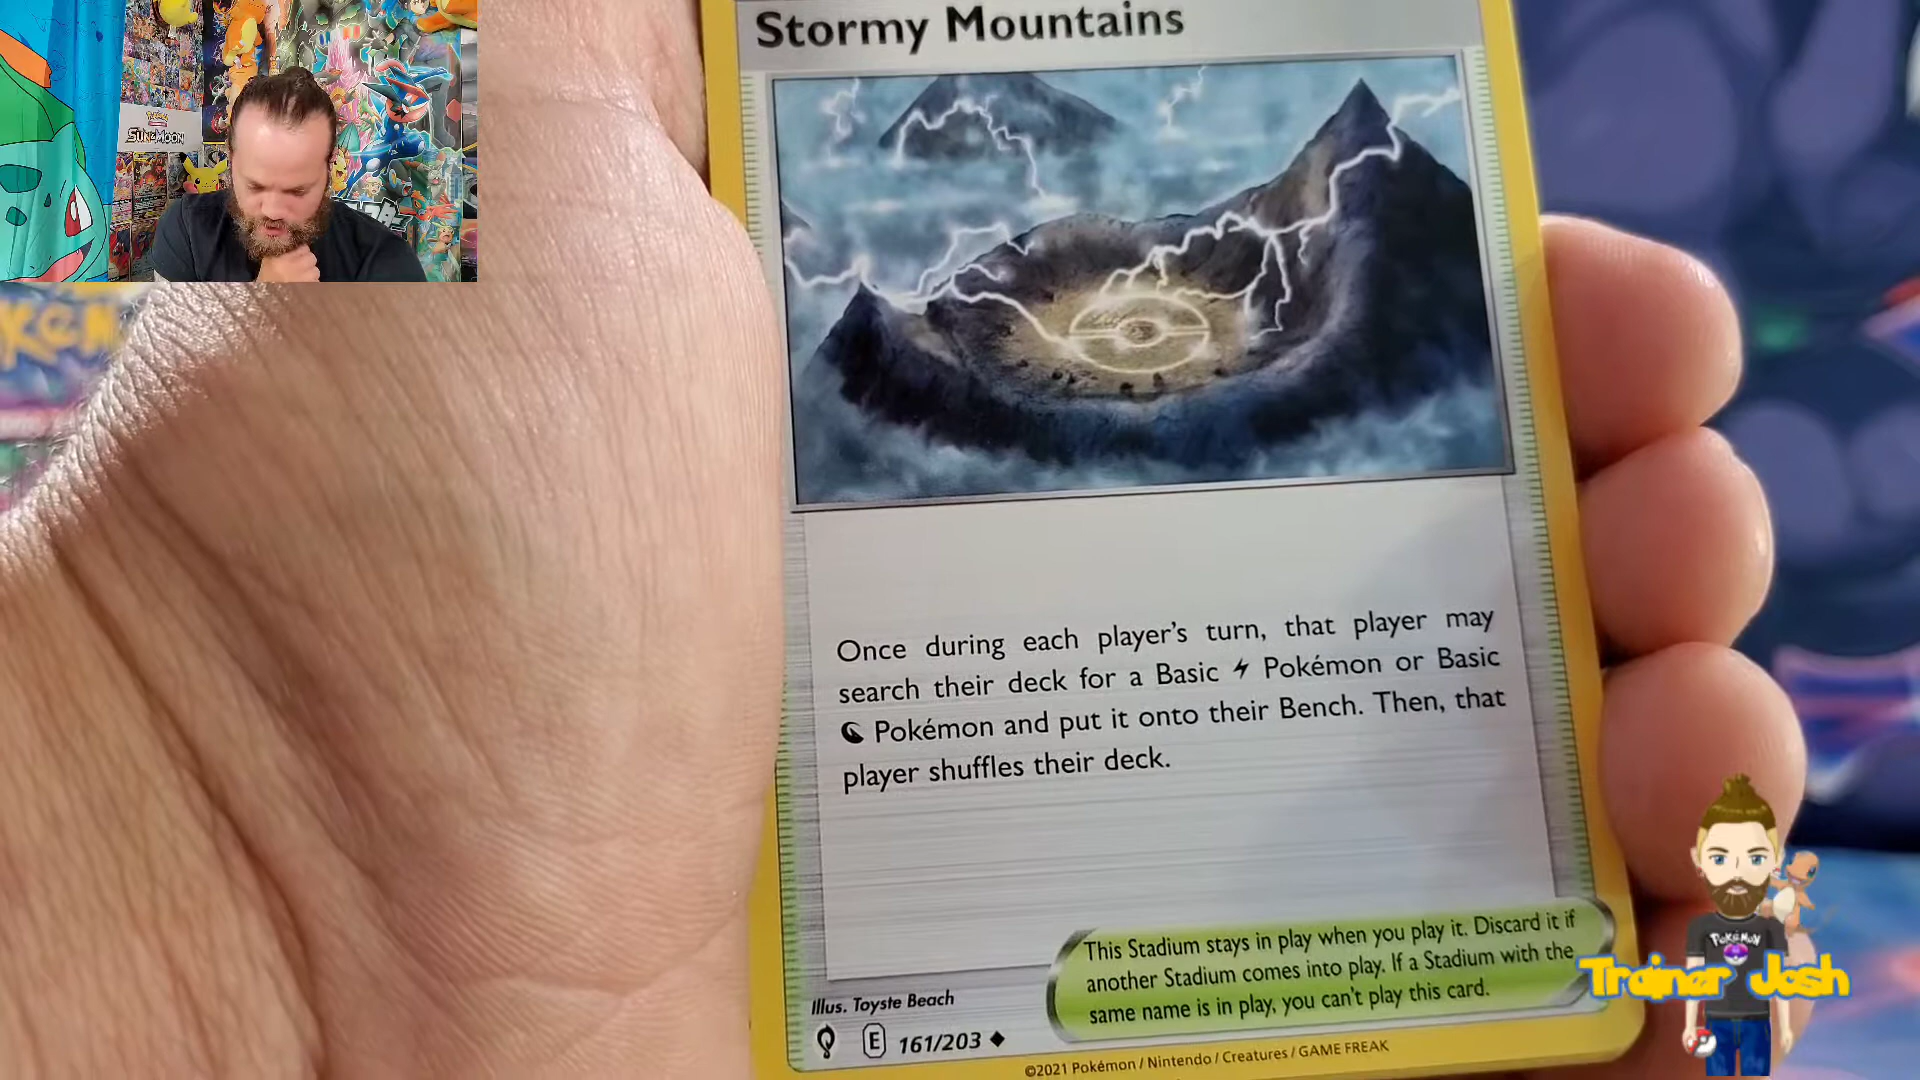 Stormy Mountains
POKÉMON
SUN&MOON
Once during each player's turn, that player may
search their deck for a Basic Pokémon or Basic
Pokémon and put it onto their Bench. Then, that
player shuffles their deck.
This Stadium stays in play when you play it. Discard it if
another Stadium comes into play. If a Stadium with the
same name is in play, you can't play this card.
Illus. Toyste Beach
E 161/203
©2021 Pokémon / Nintendo / Creatures / GAME FREAK
POKéMON
Trainer Josh